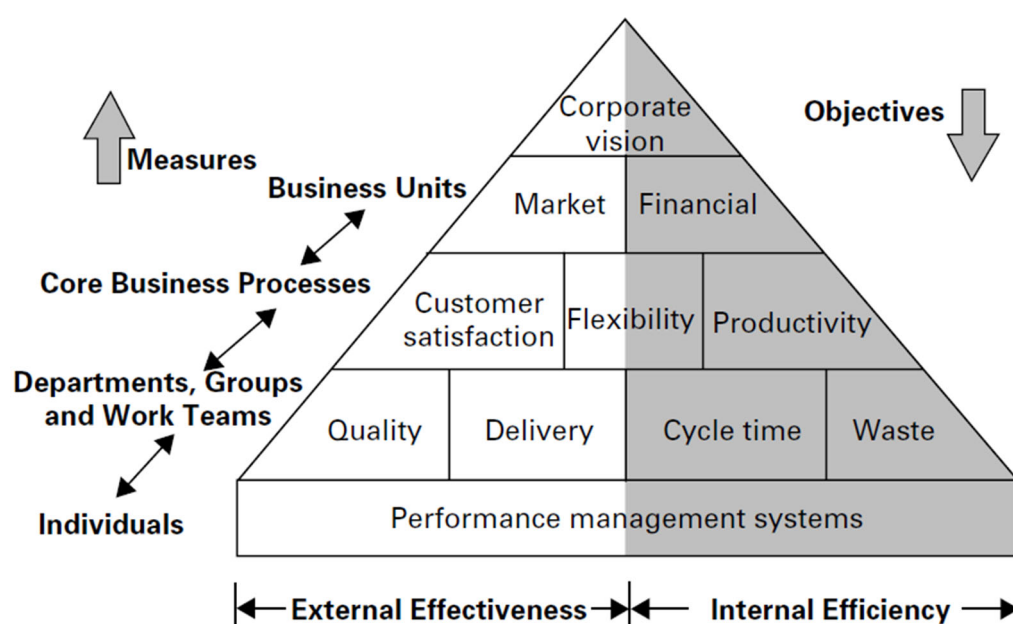 Corporate
vision
Objectives
Measures
Business Units
Market
Financial
Core Business Processes
Customer
satisfaction
Flexibility
Productivity
Departments, Groups
and Work Teams
Quality
Delivery
Cycle time
Waste
Individuals
Performance management systems
External Effectiveness
Internal Efficiency